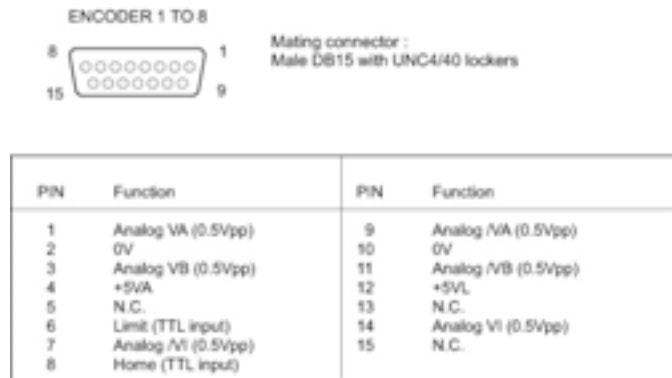 ENCODER 1 TO 8
8 1
15 9
Mating connector :
Male DB15 with UNC4/40 lockers
PIN Function PIN Function
1 Analog VA (0.5Vpp) 9 Analog /VA (0.5Vpp)
2 0V 10 0V
3 Analog VB (0.5Vpp) 11 Analog /VB (0.5Vpp)
4 +5VA 12 +5VL
5 N.C. 13 N.C.
6 Limit (TTL input) 14 Analog VI (0.5Vpp)
7 Analog /VI (0.5Vpp) 15 N.C.
8 Home (TTL input)